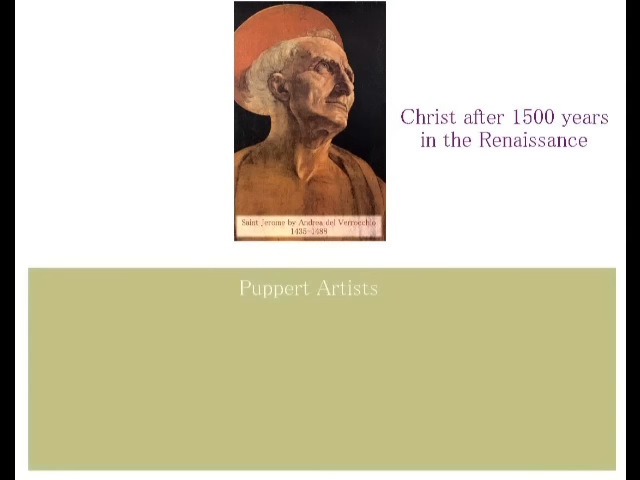 Christ after 1500 years
in the Renaissance
Saint Jerome by Andrea del Verrocchio
1435-1488
Puppert Artists